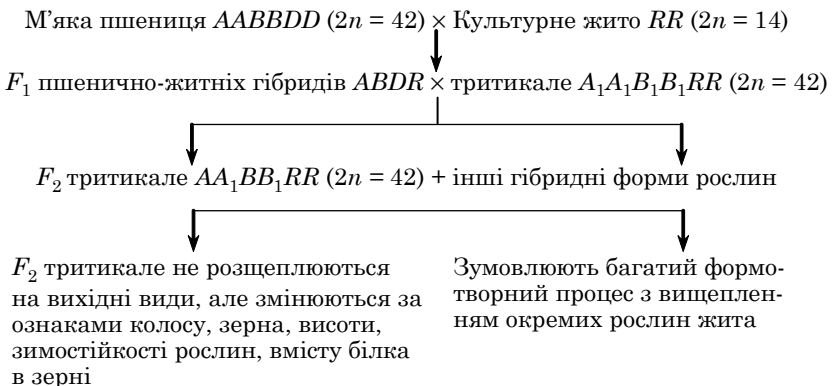 М'яка пшениця AABBDD (2n = 42) × Культурне жито RR (2n = 14)
F₁ пшенично-житніх гібридів ABDR × тритикале A₁A₁B₁B₁RR (2n = 42)
F₂ тритикале AA₁BB₁RR (2n = 42) + інші гібридні форми рослин
F₂ тритикале не розщеплюються
на вихідні види, але змінюються за
ознаками колосу, зерна, висоти,
зимостійкості рослин, вмісту білка
в зерні
Зумовлюють багатий формо-
творний процес з вищеплен-
ням окремих рослин жита